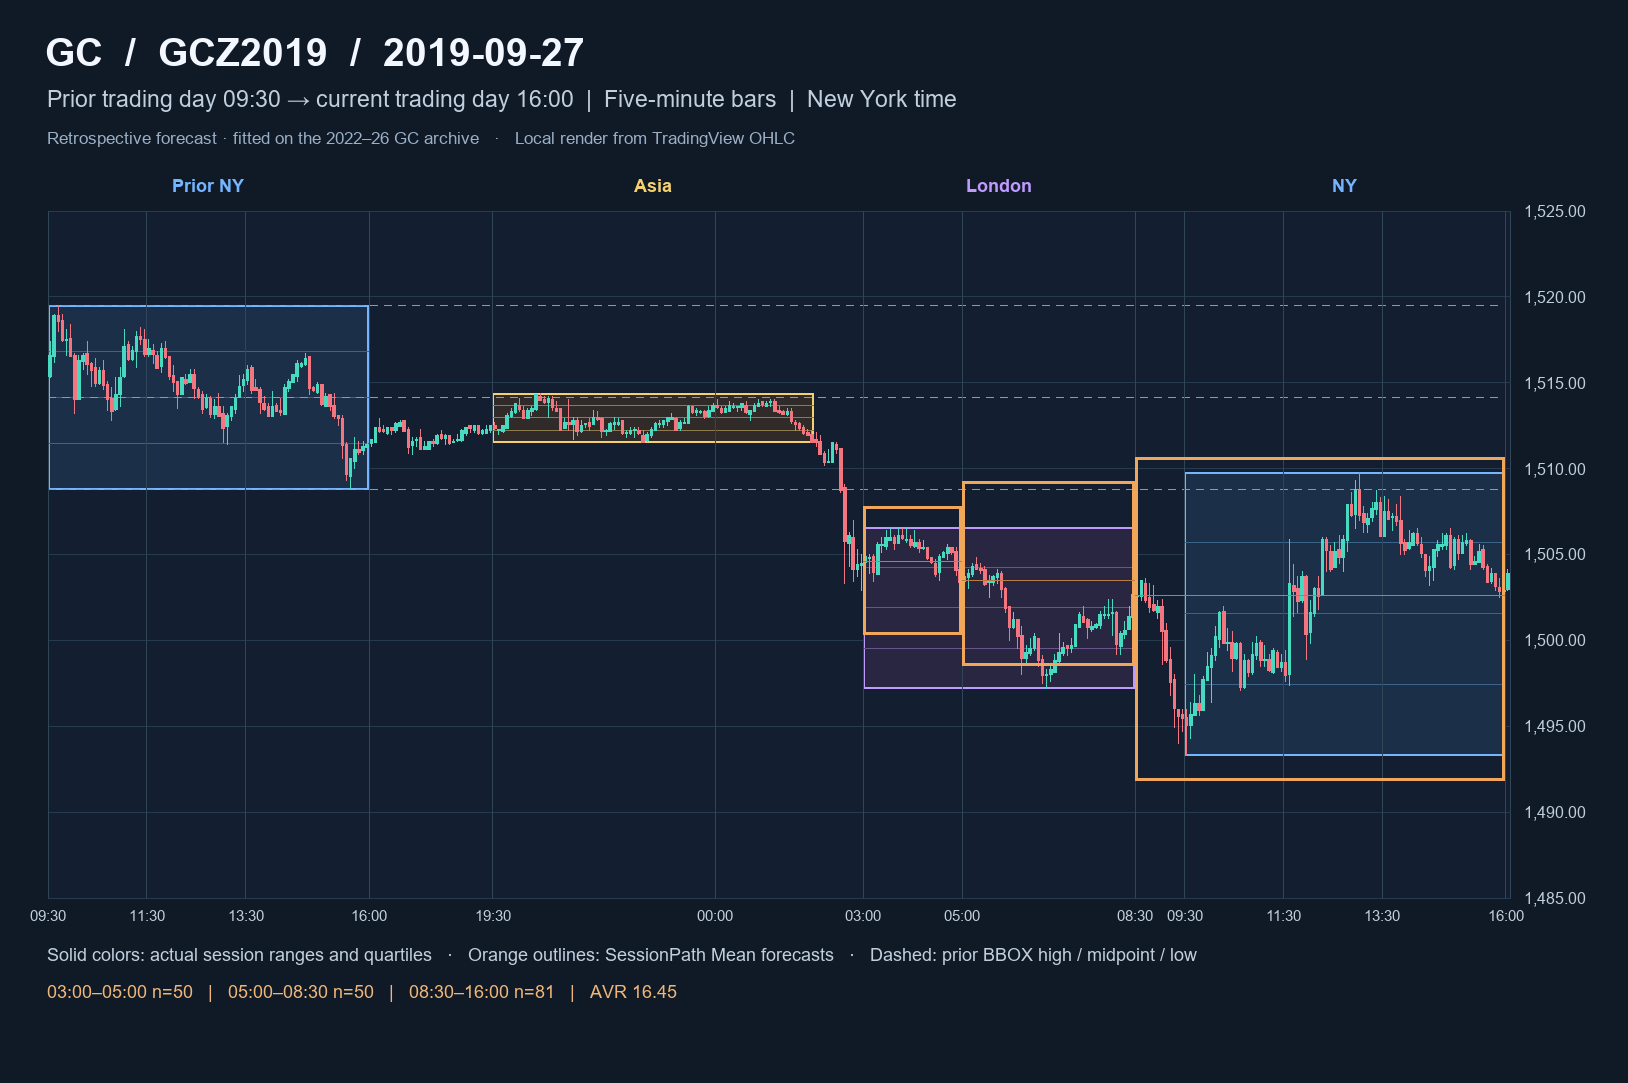 GC / GCZ2019 / 2019-09-27
Prior trading day 09:30 → current trading day 16:00 | Five-minute bars | New York time
Retrospective forecast · fitted on the 2022–26 GC archive · Local render from TradingView OHLC
Prior NY Asia London NY
1,525.00
1,520.00
1,515.00
1,510.00
1,505.00
1,500.00
1,495.00
1,490.00
1,485.00
09:30 11:30 13:30 16:00 19:30 00:00 03:00 05:00 08:30 09:30 11:30 13:30 16:00
Solid colors: actual session ranges and quartiles · Orange outlines: SessionPath Mean forecasts · Dashed: prior BBOX high / midpoint / low
03:00–05:00 n=50 | 05:00–08:30 n=50 | 08:30–16:00 n=81 | AVR 16.45